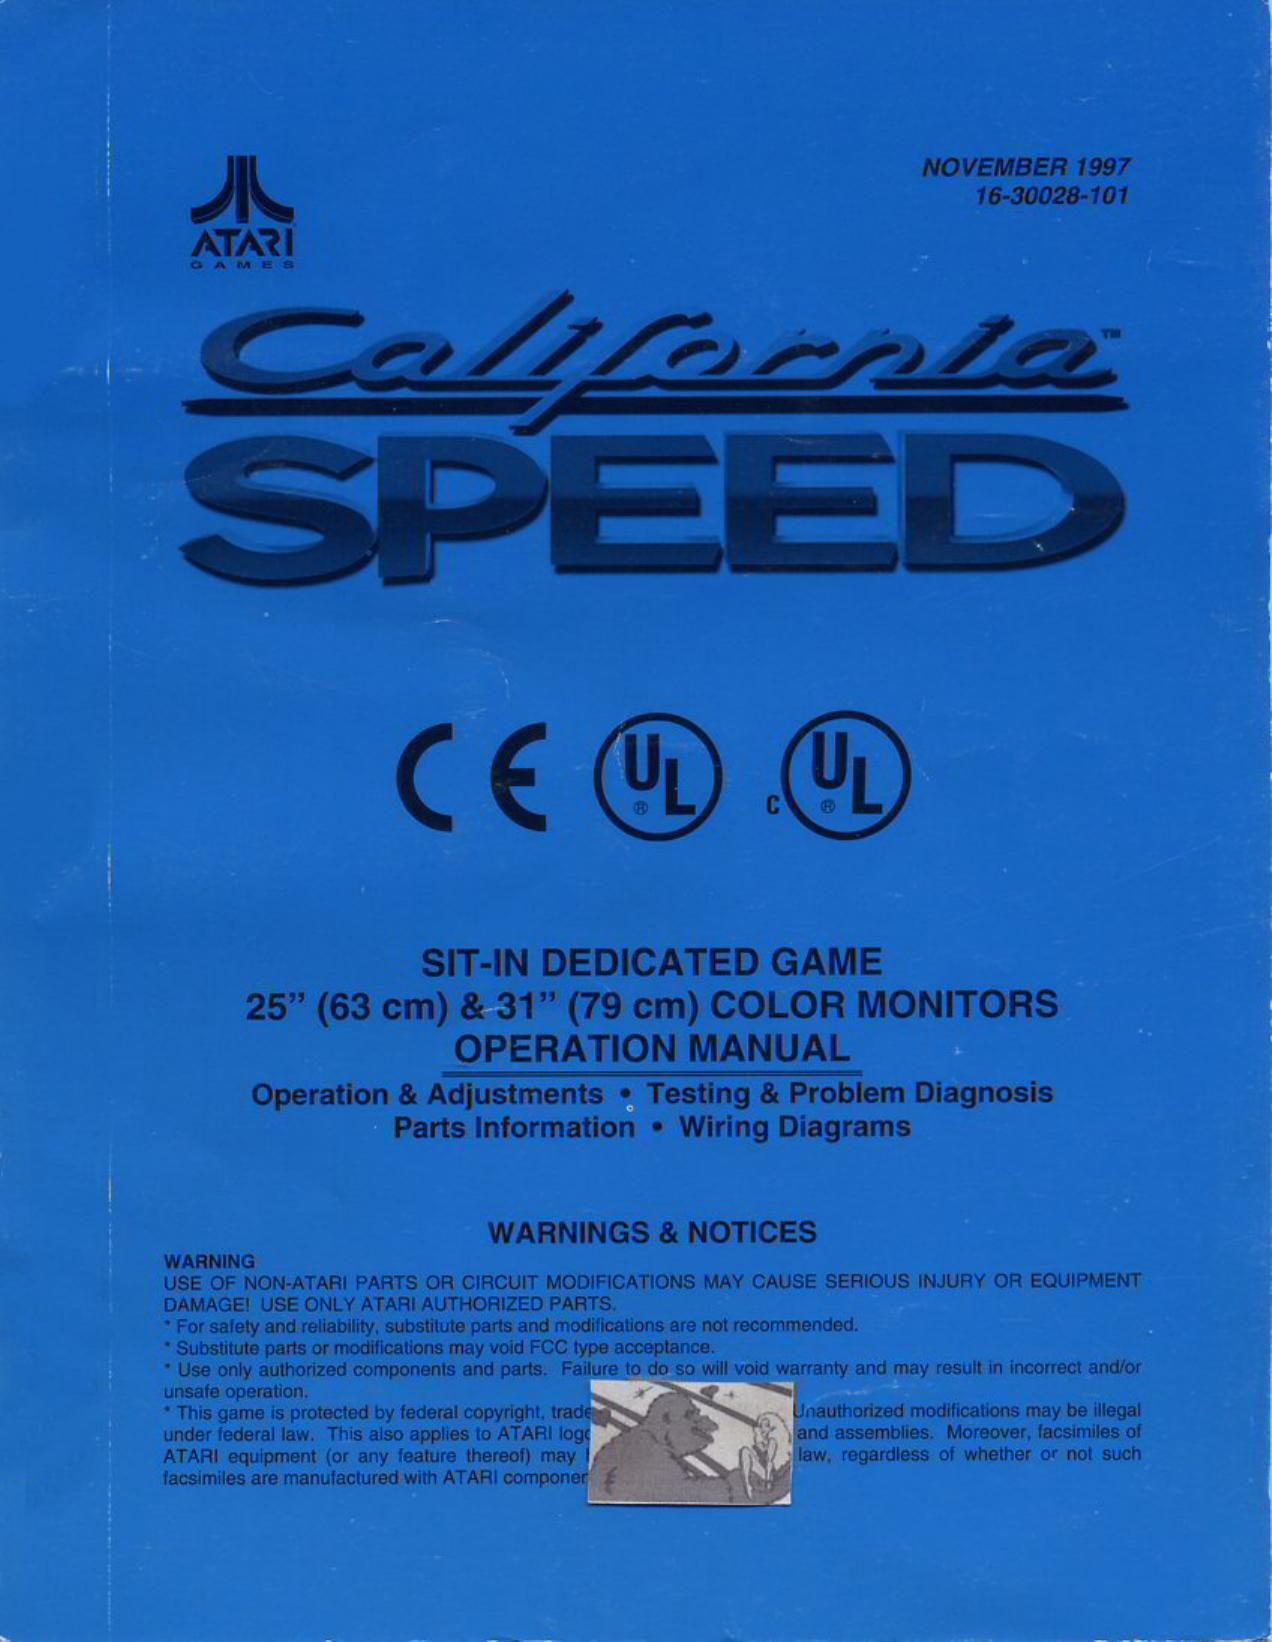 NOVEMBER 1997
16-30028-101
ATARI
GAMES
California™
SPEED
CE UL® CUL®
SIT-IN DEDICATED GAME
25” (63 cm) & 31” (79 cm) COLOR MONITORS
OPERATION MANUAL
Operation & Adjustments • Testing & Problem Diagnosis
Parts Information • Wiring Diagrams
WARNINGS & NOTICES
WARNING
USE OF NON-ATARI PARTS OR CIRCUIT MODIFICATIONS MAY CAUSE SERIOUS INJURY OR EQUIPMENT
DAMAGE! USE ONLY ATARI AUTHORIZED PARTS.
* For safety and reliability, substitute parts and modifications are not recommended.
* Substitute parts or modifications may void FCC type acceptance.
* Use only authorized components and parts. Failure to do so will void warranty and may result in incorrect and/or
unsafe operation.
* This game is protected by federal copyright, trade Unauthorized modifications may be illegal
under federal law. This also applies to ATARI logo and assemblies. Moreover, facsimiles of
ATARI equipment (or any feature thereof) may law, regardless of whether or not such
facsimiles are manufactured with ATARI componen